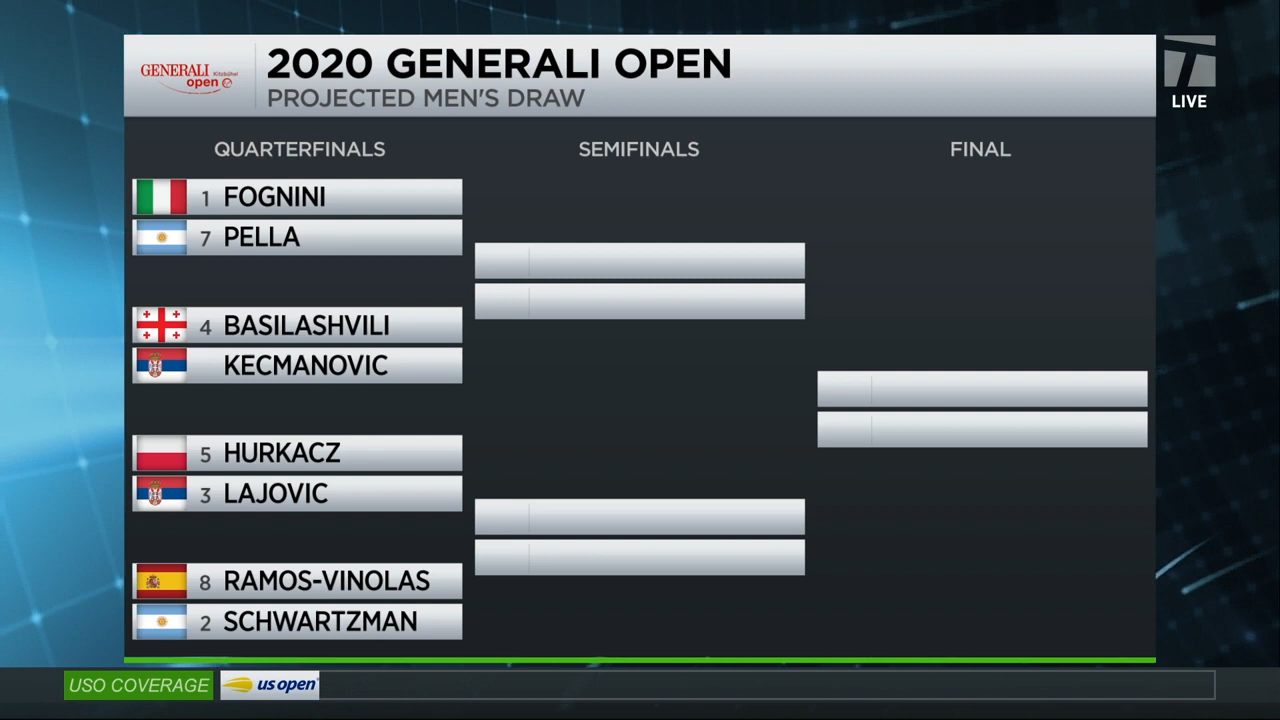 GENERALI
Kitzbühel
open
2020 GENERALI OPEN
PROJECTED MEN'S DRAW
T
LIVE
QUARTERFINALS
SEMIFINALS
FINAL
1 FOGNINI
7 PELLA
4 BASILASHVILI
KECMANOVIC
5 HURKACZ
3 LAJOVIC
8 RAMOS-VINOLAS
2 SCHWARTZMAN
USO COVERAGE
us open